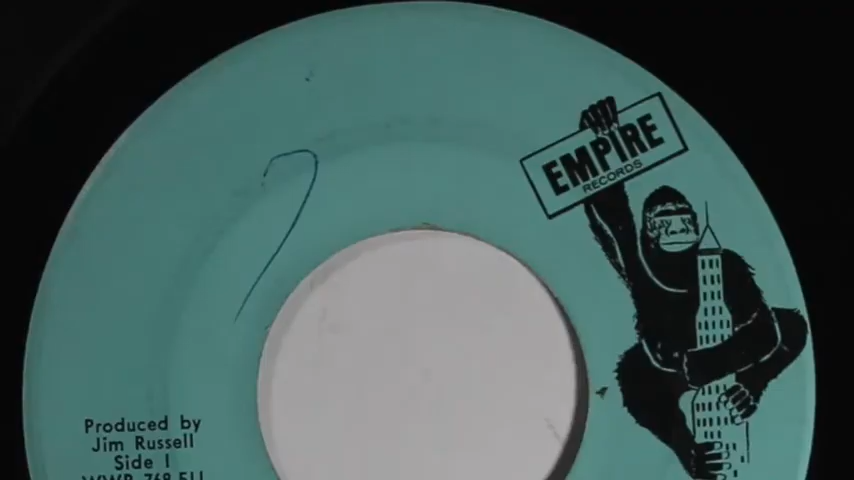 EMPIRE
RECORDS
Produced by
Jim Russell
Side 1